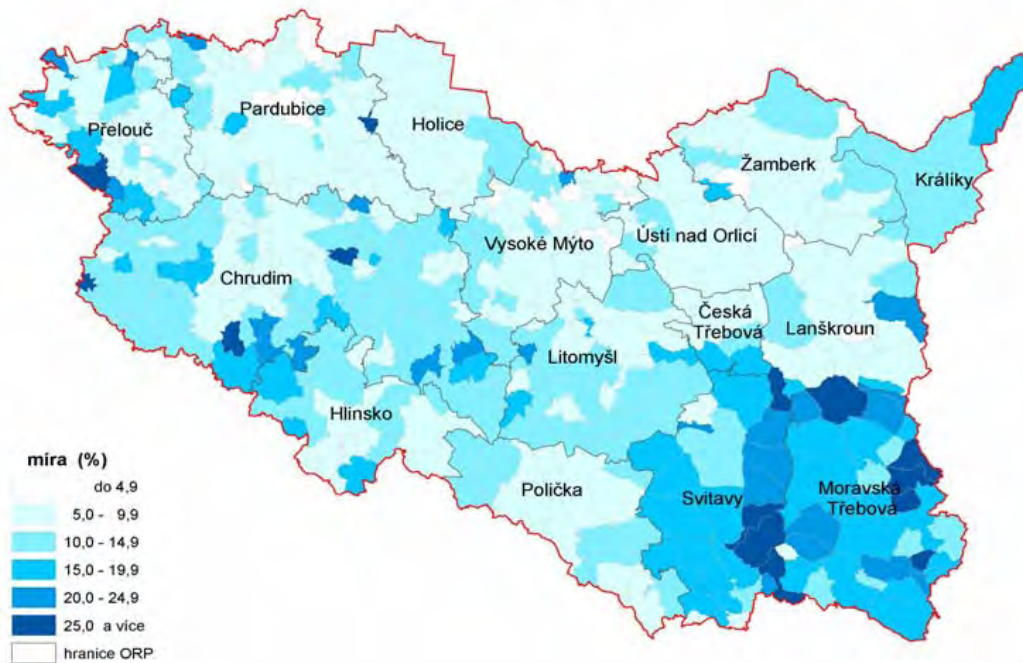 Pardubice
Holice
Přelouč
Žamberk
Králíky
Vysoké Mýto
Ústí nad Orlicí
Chrudim
Česká
Třebová
Lanškroun
Litomyšl
Hlinsko
Polička
Svitavy
Moravská
Třebová
míra (%)
do 4,9
5,0 - 9,9
10,0 - 14,9
15,0 - 19,9
20,0 - 24,9
25,0 a více
hranice ORP